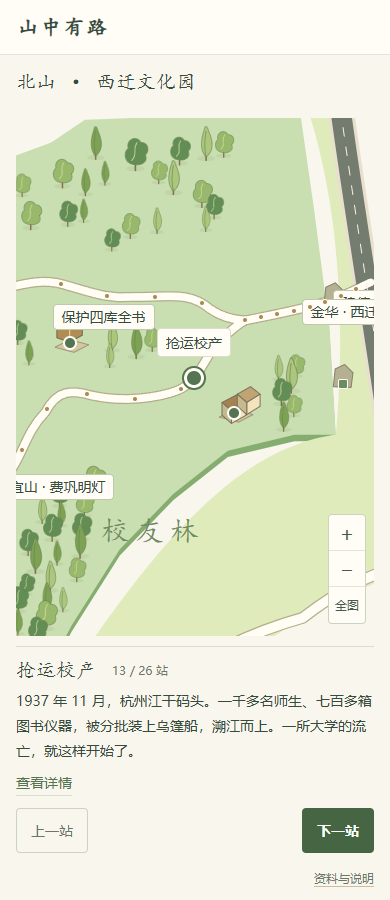 山中有路
北山 • 西迁文化园
金华 · 西迁
保护四库全书
抢运校产
宜山 · 费巩明灯
校友林
+
−
全图
抢运校产 13 / 26 站
1937 年 11 月，杭州江干码头。一千多名师生、七百多箱
图书仪器，被分批装上乌篷船，溯江而上。一所大学的流
亡，就这样开始了。
查看详情
上一站
下一站
资料与说明